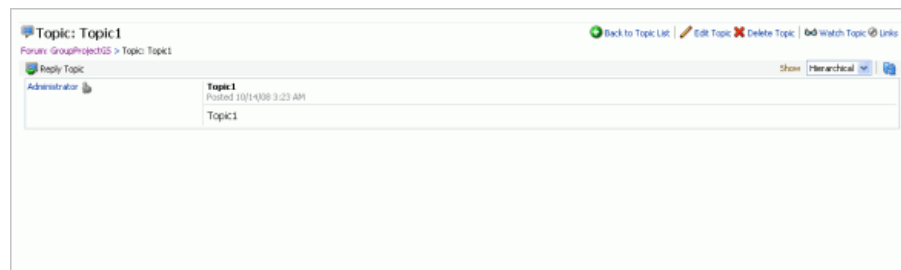 Topic: Topic1
Back to Topic List | Edit Topic Delete Topic | Watch Topic Links
Forum: GroupProjectGS > Topic: Topic1
Reply Topic Show Hierarchical
Administrator Topic1
Posted 10/14/08 3:23 AM
Topic1